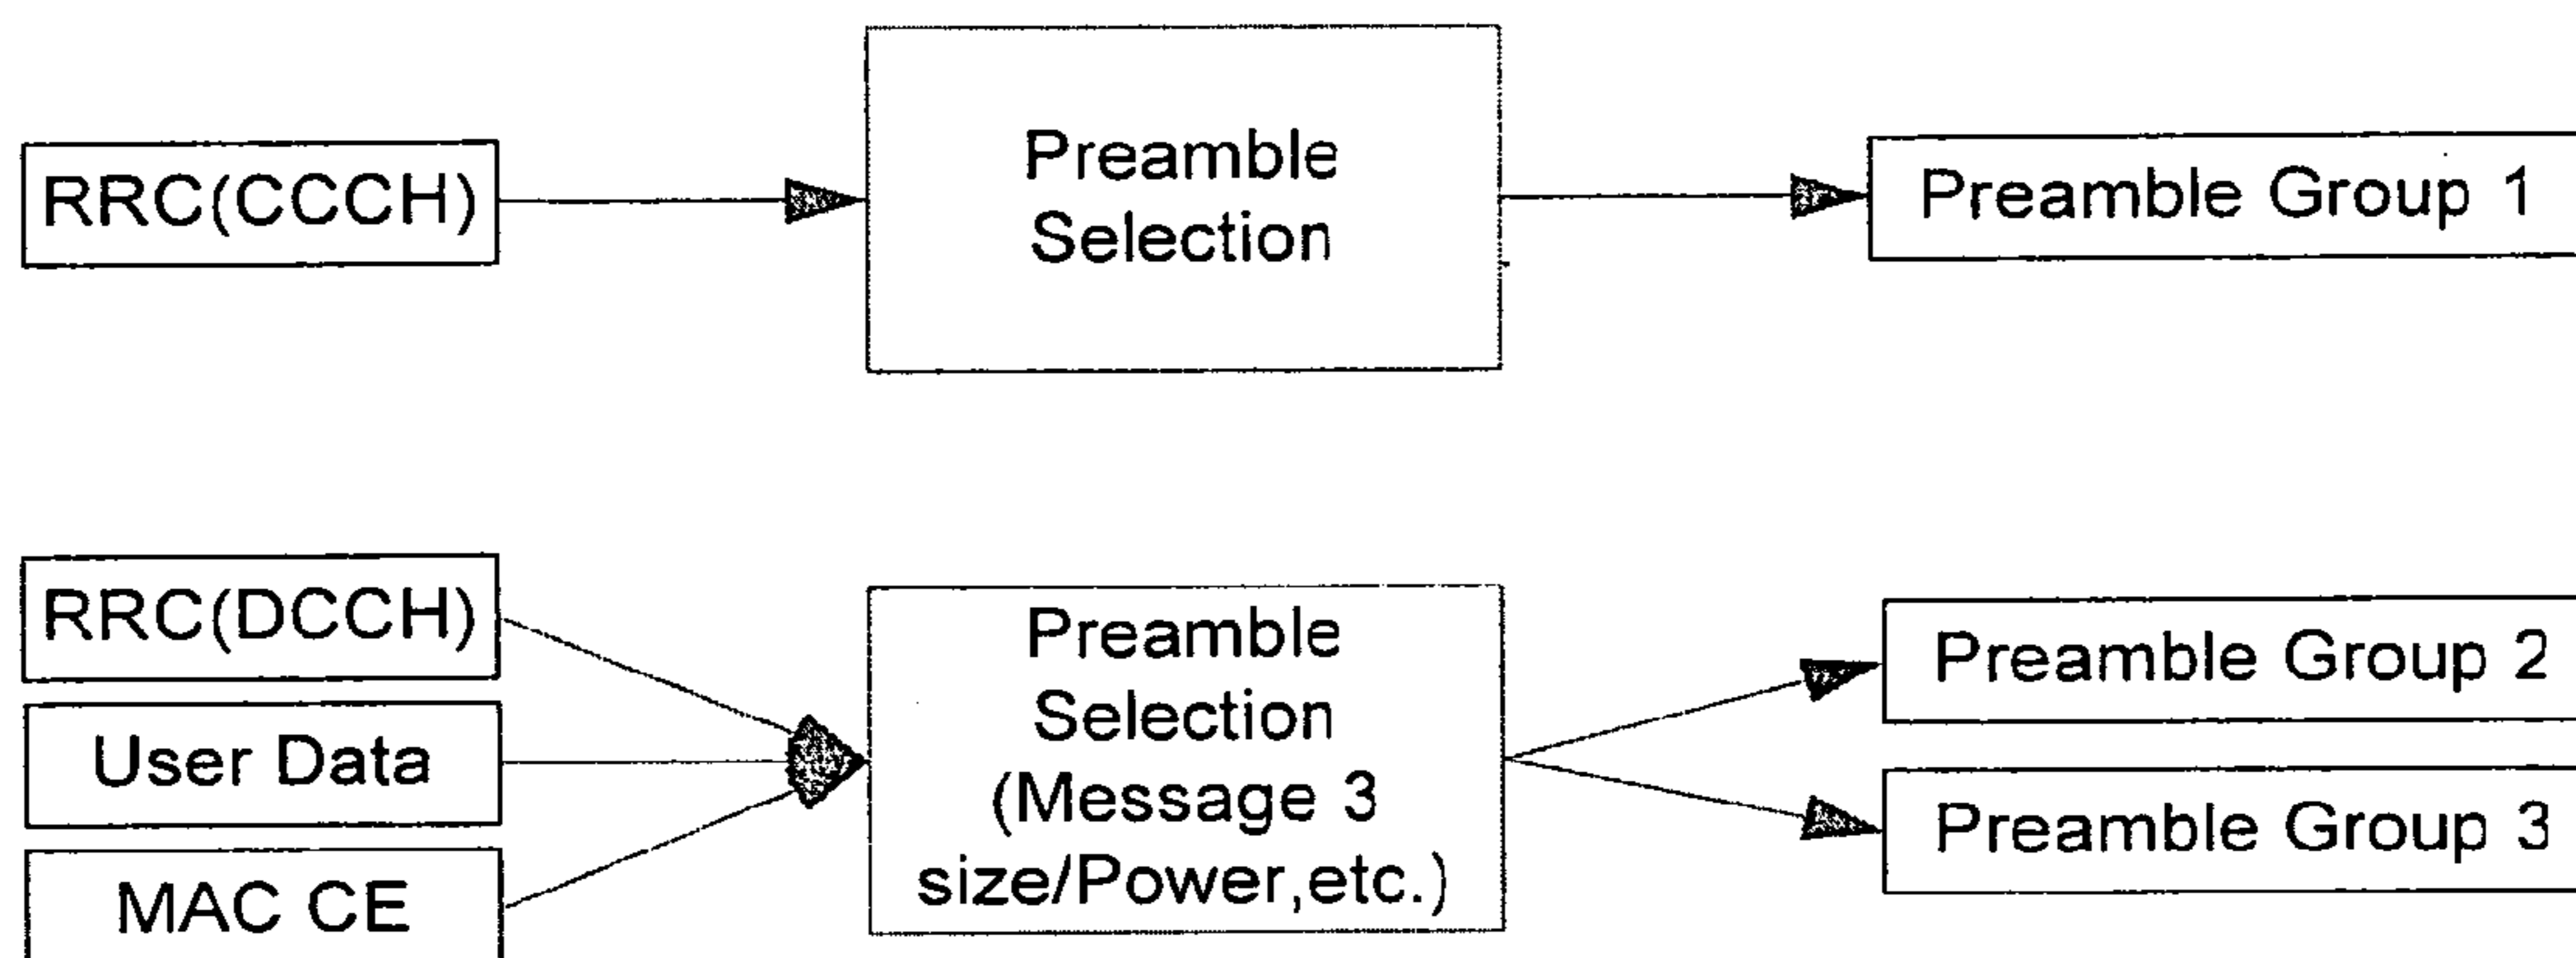 RRC(CCCH)
Preamble
Selection
Preamble Group 1
RRC(DCCH)
User Data
MAC CE
Preamble
Selection
(Message 3
size/Power,etc.)
Preamble Group 2
Preamble Group 3